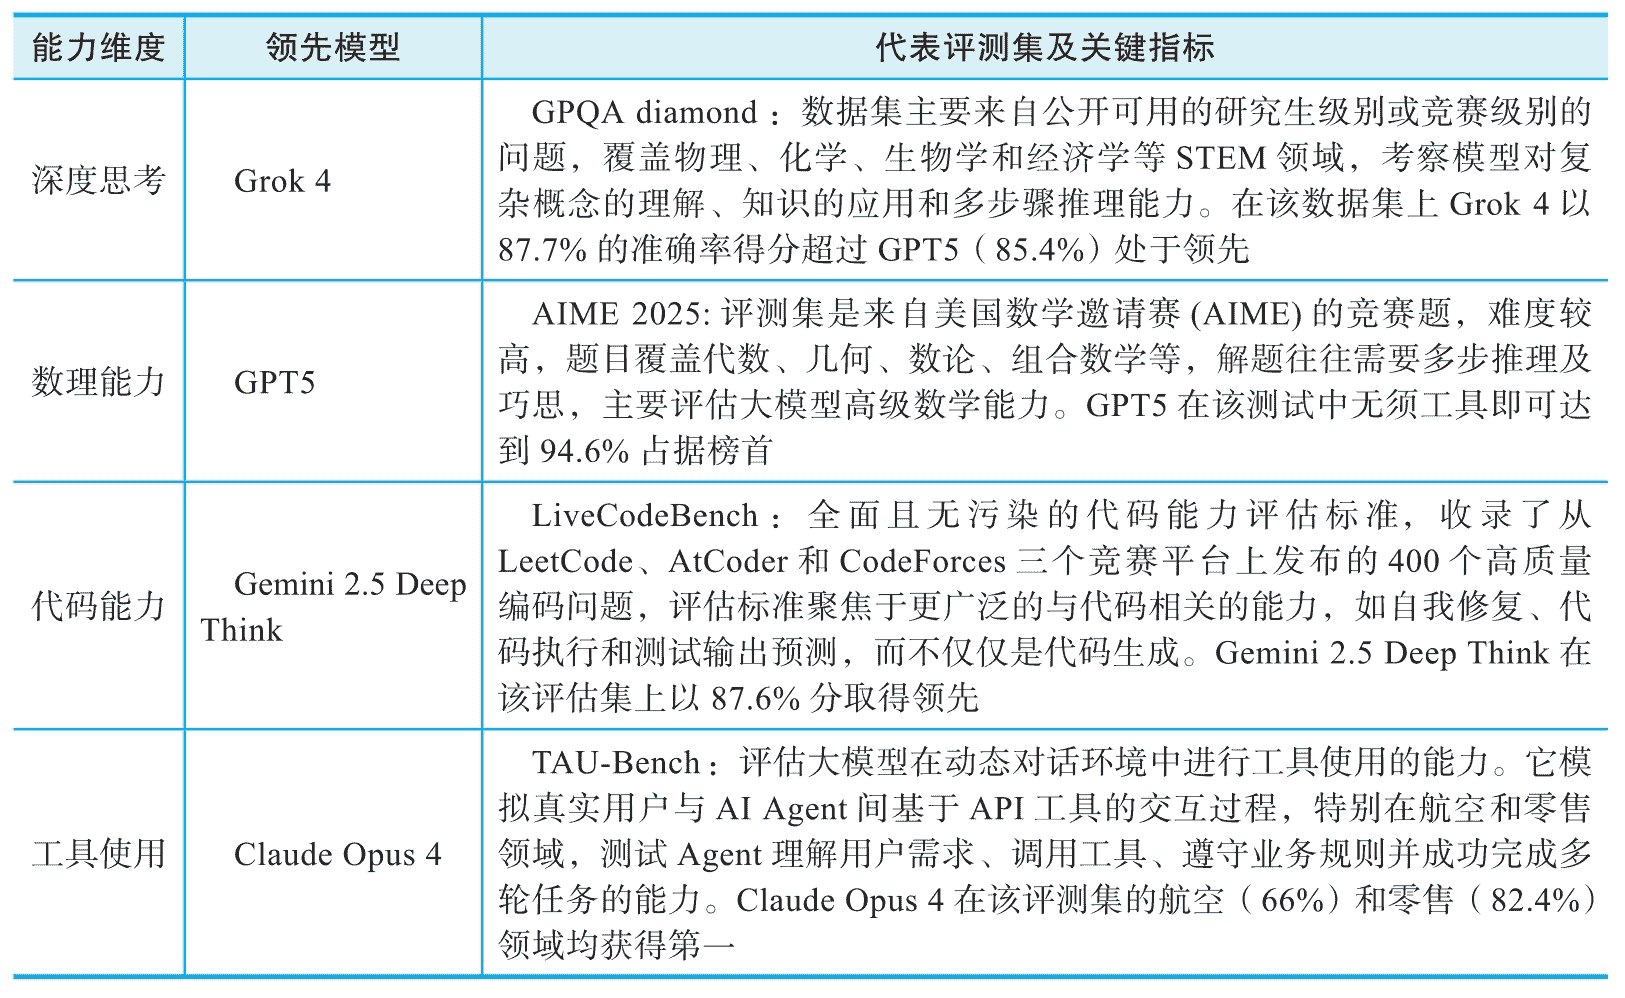 能力维度 领先模型 代表评测集及关键指标
深度思考
Grok 4
GPQA diamond：数据集主要来自公开可用的研究生级别或竞赛级别的
问题，覆盖物理、化学、生物学和经济学等 STEM 领域，考察模型对复
杂概念的理解、知识的应用和多步骤推理能力。在该数据集上 Grok 4 以
87.7% 的准确率得分超过 GPT5（85.4%）处于领先
数理能力
GPT5
AIME 2025: 评测集是来自美国数学邀请赛 (AIME) 的竞赛题，难度较
高，题目覆盖代数、几何、数论、组合数学等，解题往往需要多步推理及
巧思，主要评估大模型高级数学能力。GPT5 在该测试中无须工具即可达
到 94.6% 占据榜首
代码能力
Gemini 2.5 Deep
Think
LiveCodeBench：全面且无污染的代码能力评估标准，收录了从
LeetCode、AtCoder 和 CodeForces 三个竞赛平台上发布的 400 个高质量
编码问题，评估标准聚焦于更广泛的与代码相关的能力，如自我修复、代
码执行和测试输出预测，而不仅仅是代码生成。Gemini 2.5 Deep Think 在
该评估集上以 87.6% 分取得领先
工具使用
Claude Opus 4
TAU-Bench：评估大模型在动态对话环境中进行工具使用的能力。它模
拟真实用户与 AI Agent 间基于 API 工具的交互过程，特别在航空和零售
领域，测试 Agent 理解用户需求、调用工具、遵守业务规则并成功完成多
轮任务的能力。Claude Opus 4 在该评测集的航空（66%）和零售（82.4%）
领域均获得第一